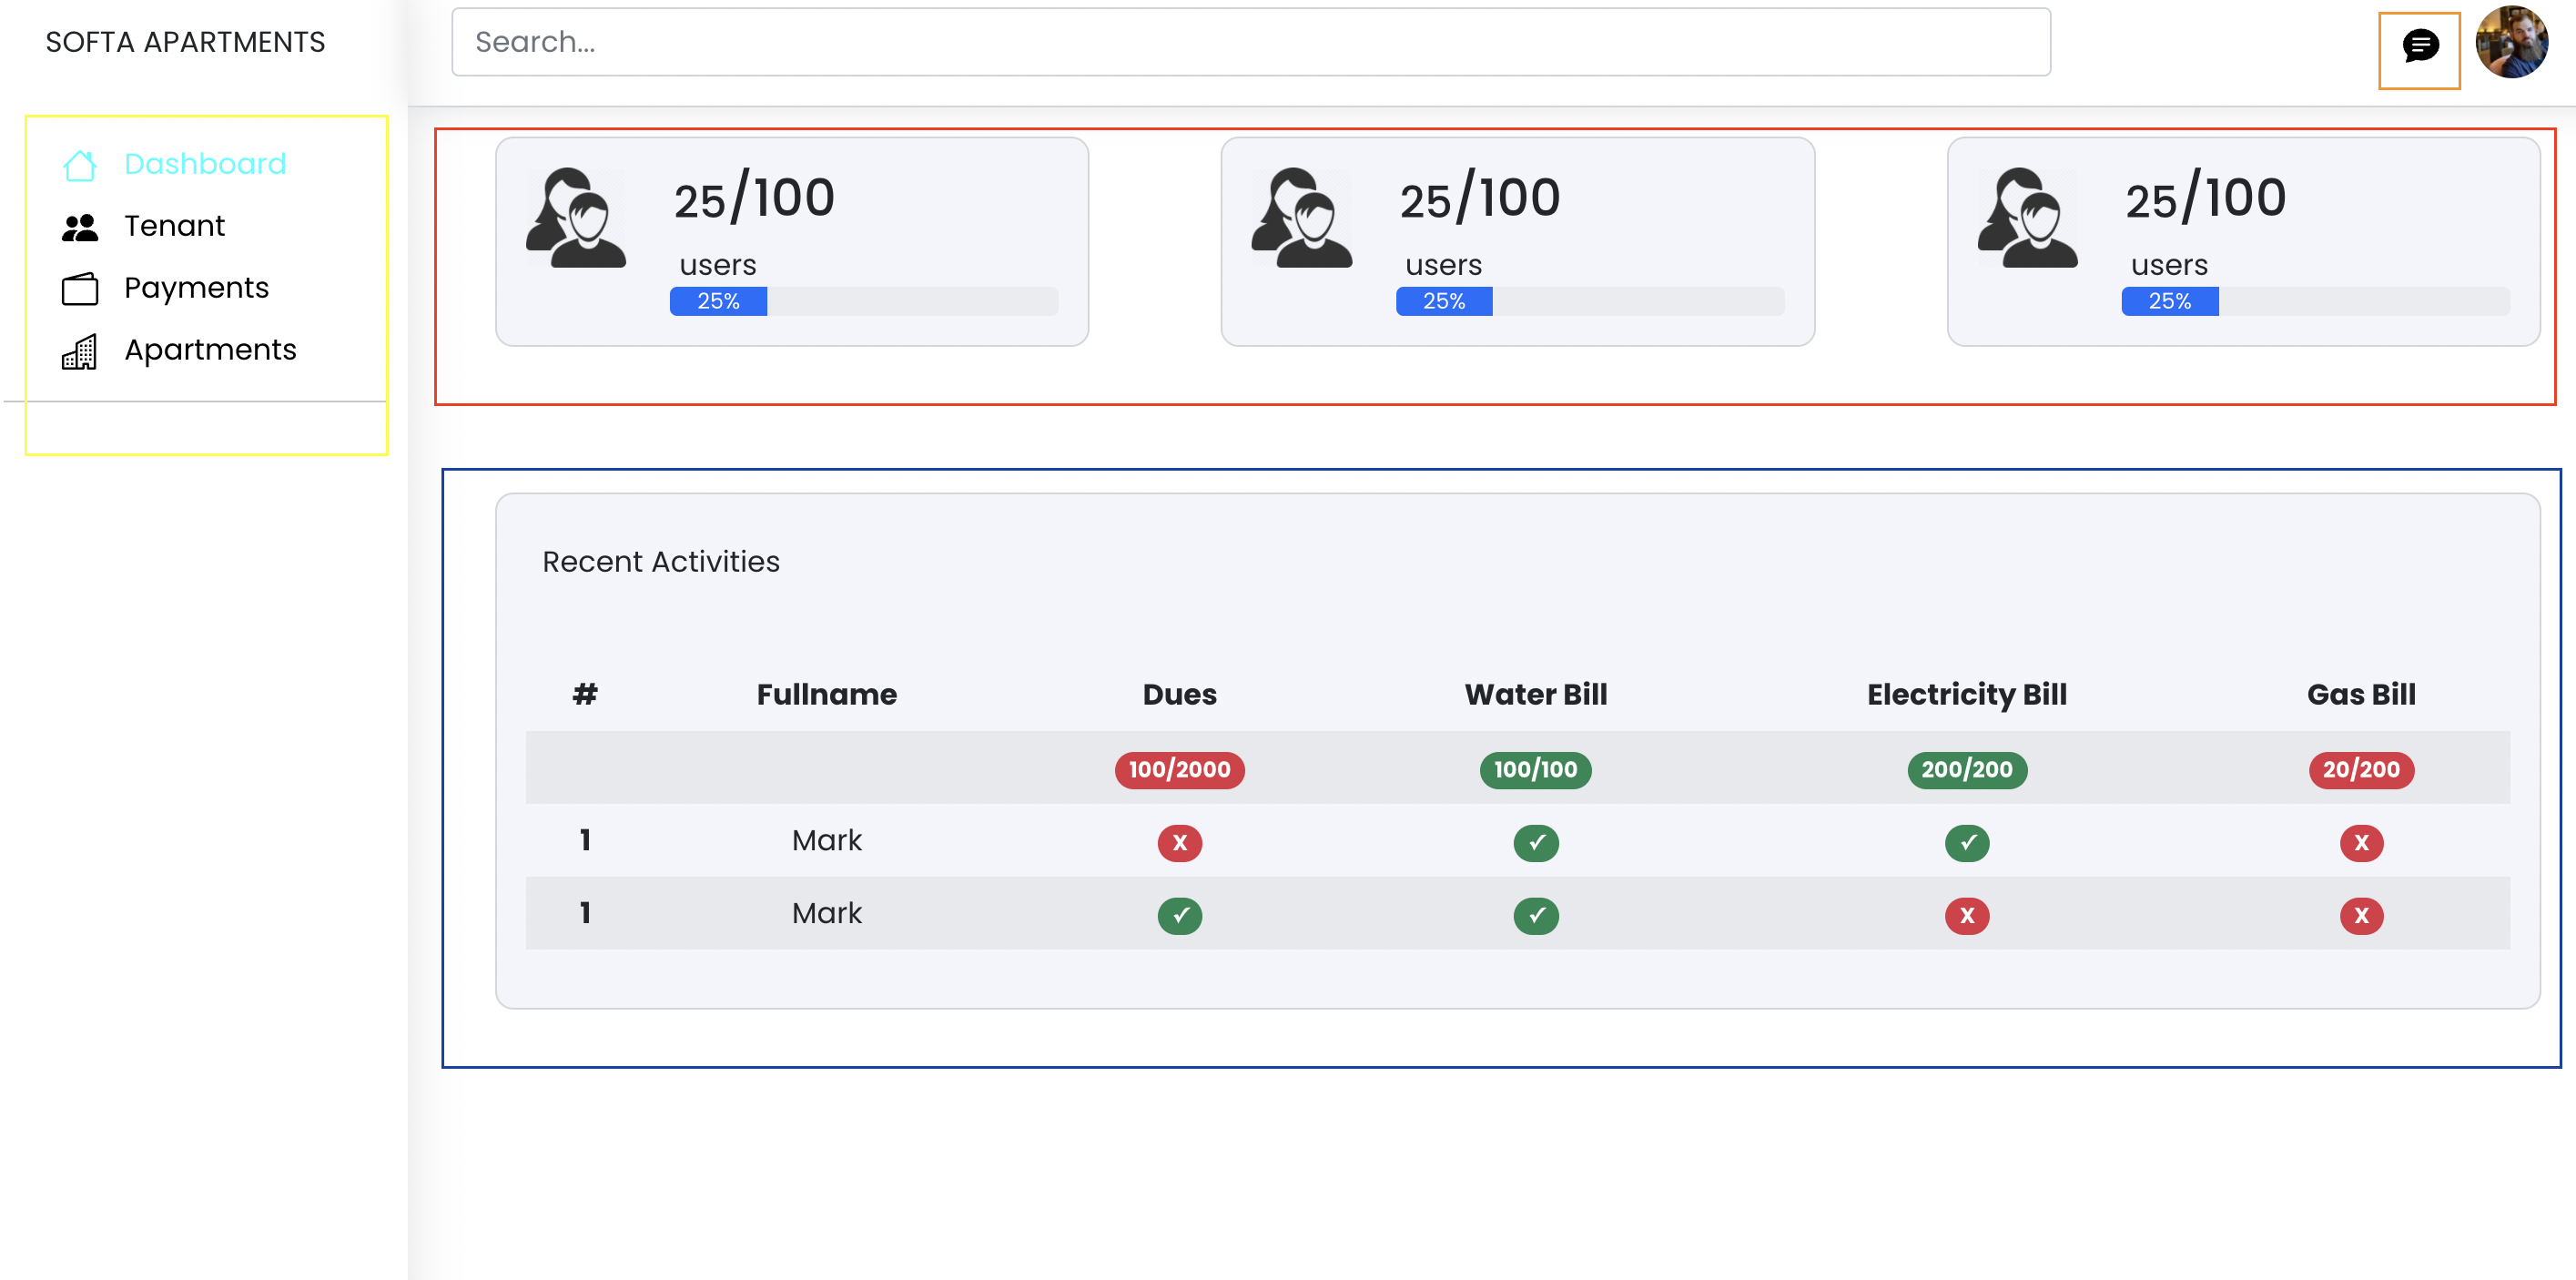 SOFTA APARTMENTS
Search...
Dashboard
Tenant
Payments
Apartments
25/100
users
25%
25/100
users
25%
25/100
users
25%
Recent Activities
# Fullname Dues Water Bill Electricity Bill Gas Bill
100/2000 100/100 200/200 20/200
1 Mark X ✓ ✓ X
1 Mark ✓ ✓ X X